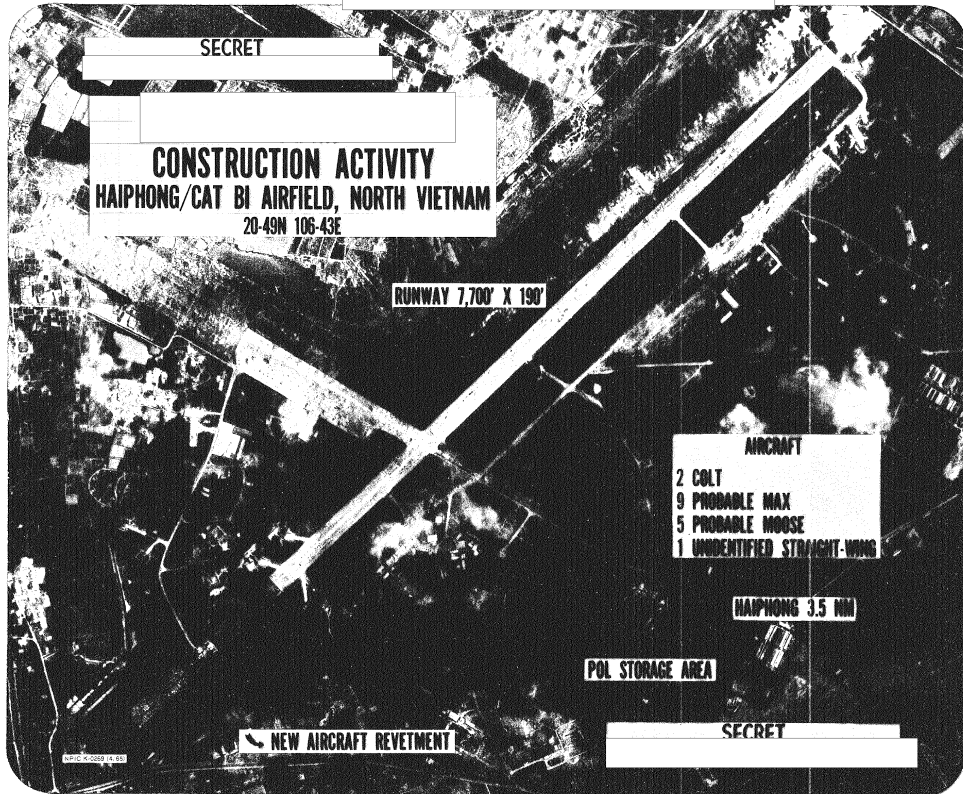 SECRET
CONSTRUCTION ACTIVITY
HAIPHONG/CAT BI AIRFIELD, NORTH VIETNAM
20-49N 106-43E
RUNWAY 7,700' X 190'
AIRCRAFT
2 COLT
9 PROBABLE MAX
5 PROBABLE MOOSE
1 UNIDENTIFIED STRAIGHT-WING
HAIPHONG 3.5 NM
POL STORAGE AREA
NEW AIRCRAFT REVETMENT
SECRET
NPIC K-0269 (4/65)